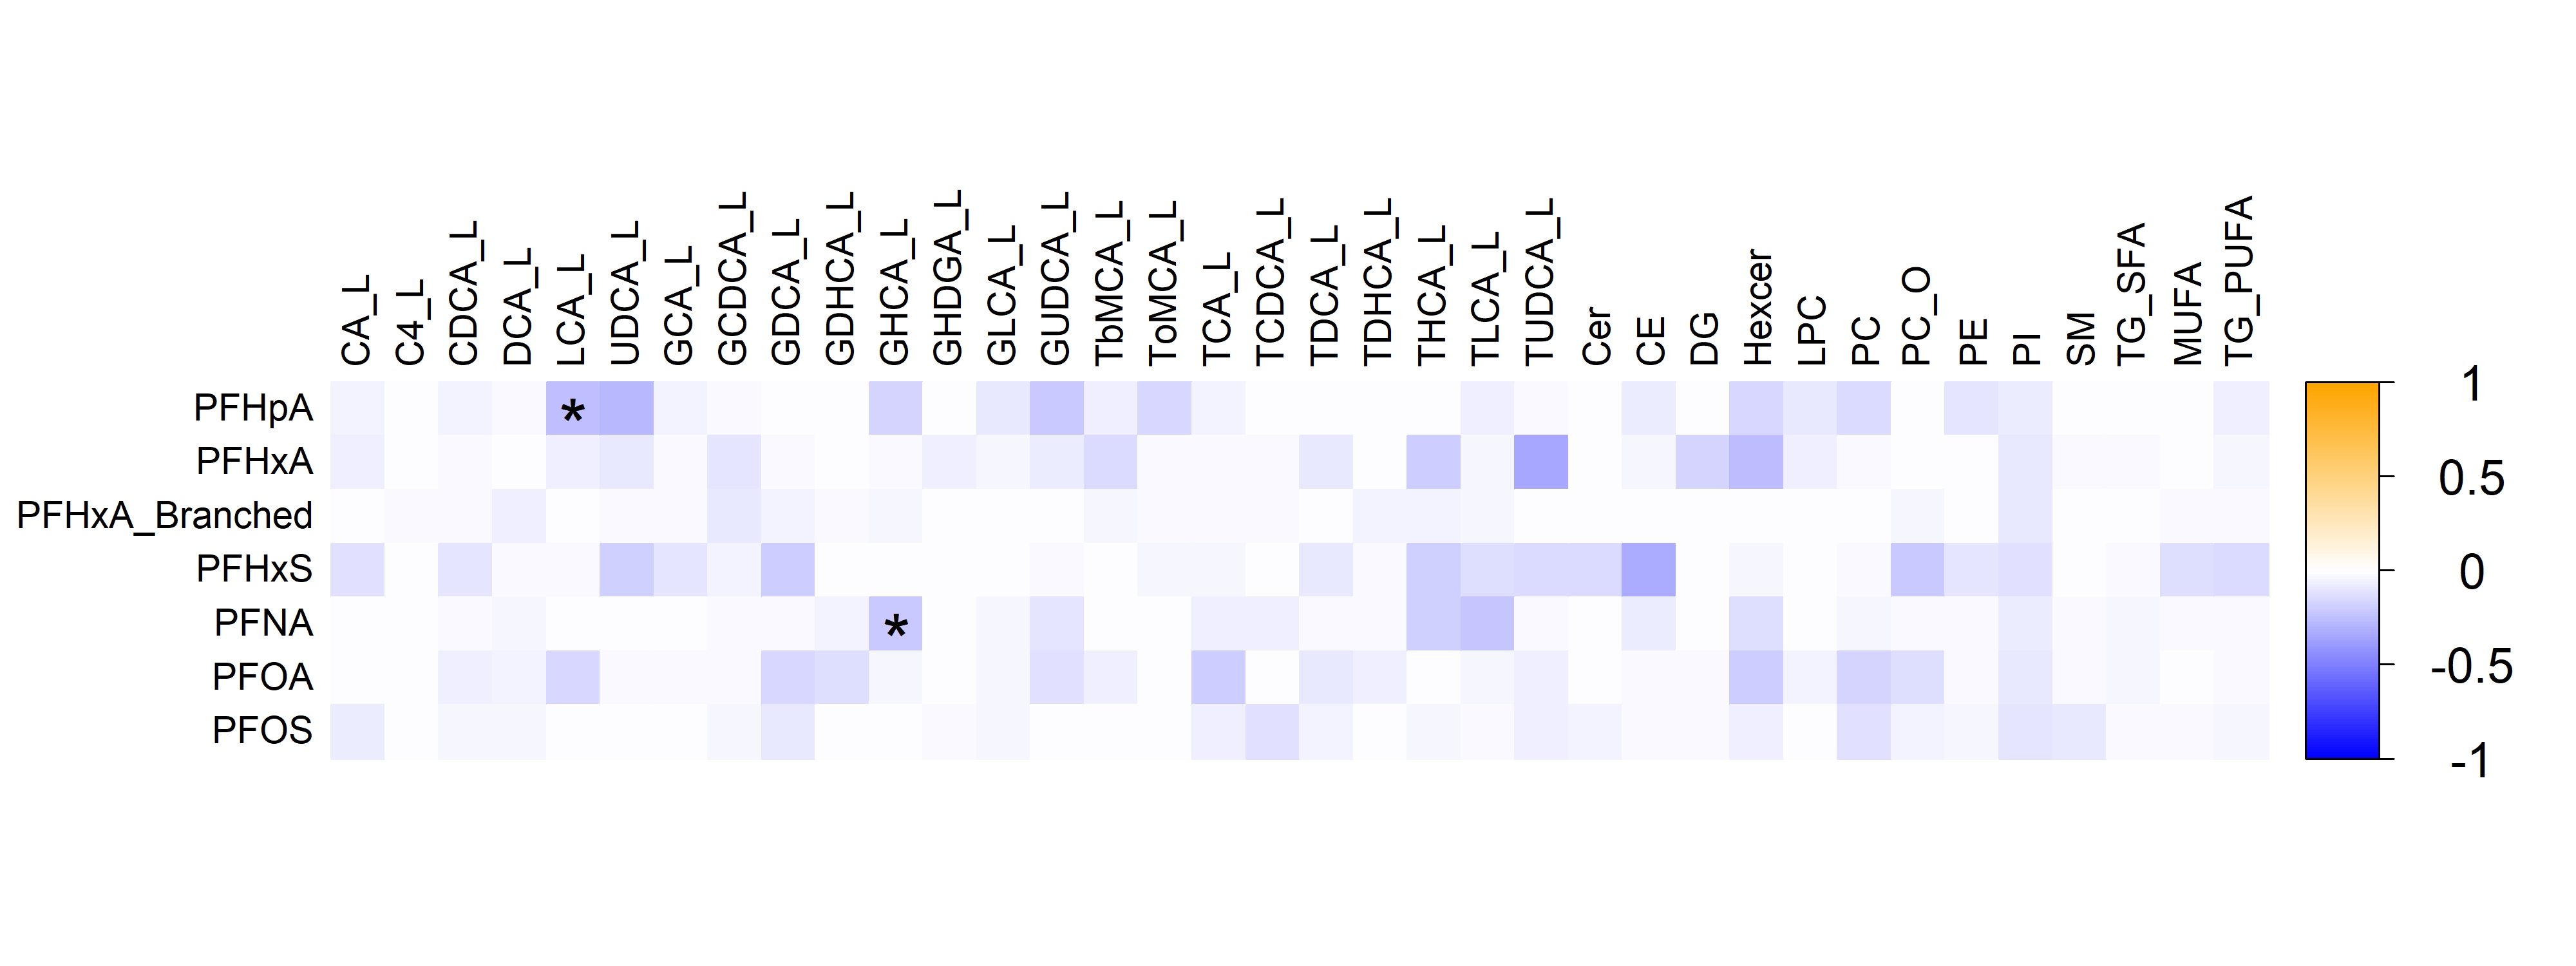 CA_L
C4_L
CDCA_L
DCA_L
LCA_L
UDCA_L
GCA_L
GCDCA_L
GDCA_L
GDHCA_L
GHCA_L
GHDGA_L
GLCA_L
GUDCA_L
TbMCA_L
ToMCA_L
TCA_L
TCDCA_L
TDCA_L
TDHCA_L
THCA_L
TLCA_L
TUDCA_L
Cer
CE
DG
Hexcer
LPC
PC
PC_O
PE
PI
SM
TG_SFA
MUFA
TG_PUFA
PFHpA
*
PFHxA
PFHxA_Branched
PFHxS
PFNA
*
PFOA
PFOS
1
0.5
0
-0.5
-1